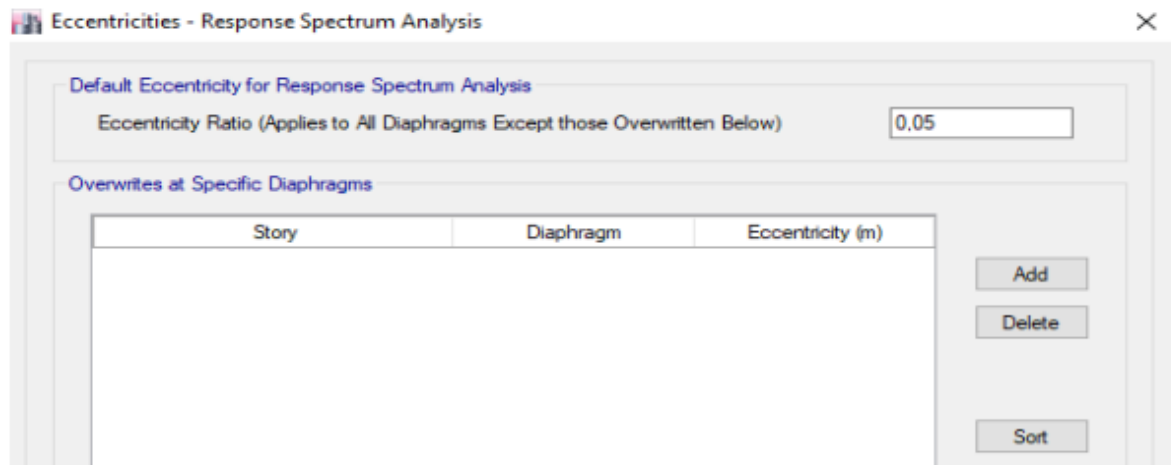 Eccentricities - Response Spectrum Analysis
Default Eccentricity for Response Spectrum Analysis
Eccentricity Ratio (Applies to All Diaphragms Except those Overwritten Below) 0,05
Overwrites at Specific Diaphragms
Story Diaphragm Eccentricity (m)
Add
Delete
Sort